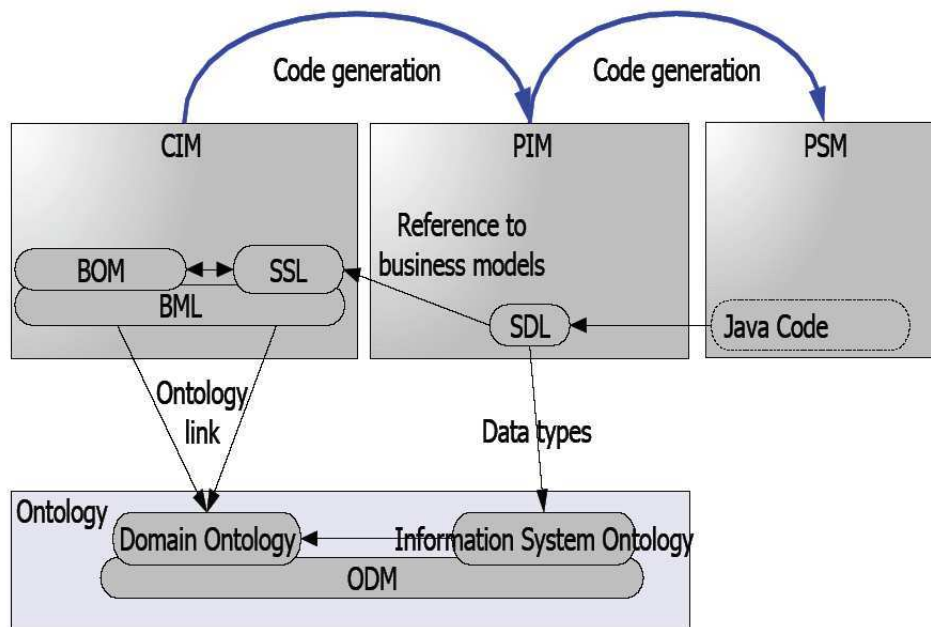 Code generation
Code generation
CIM
PIM
PSM
Reference to
business models
BOM
SSL
BML
SDL
Java Code
Ontology
link
Data types
Ontology
Domain Ontology
Information System Ontology
ODM